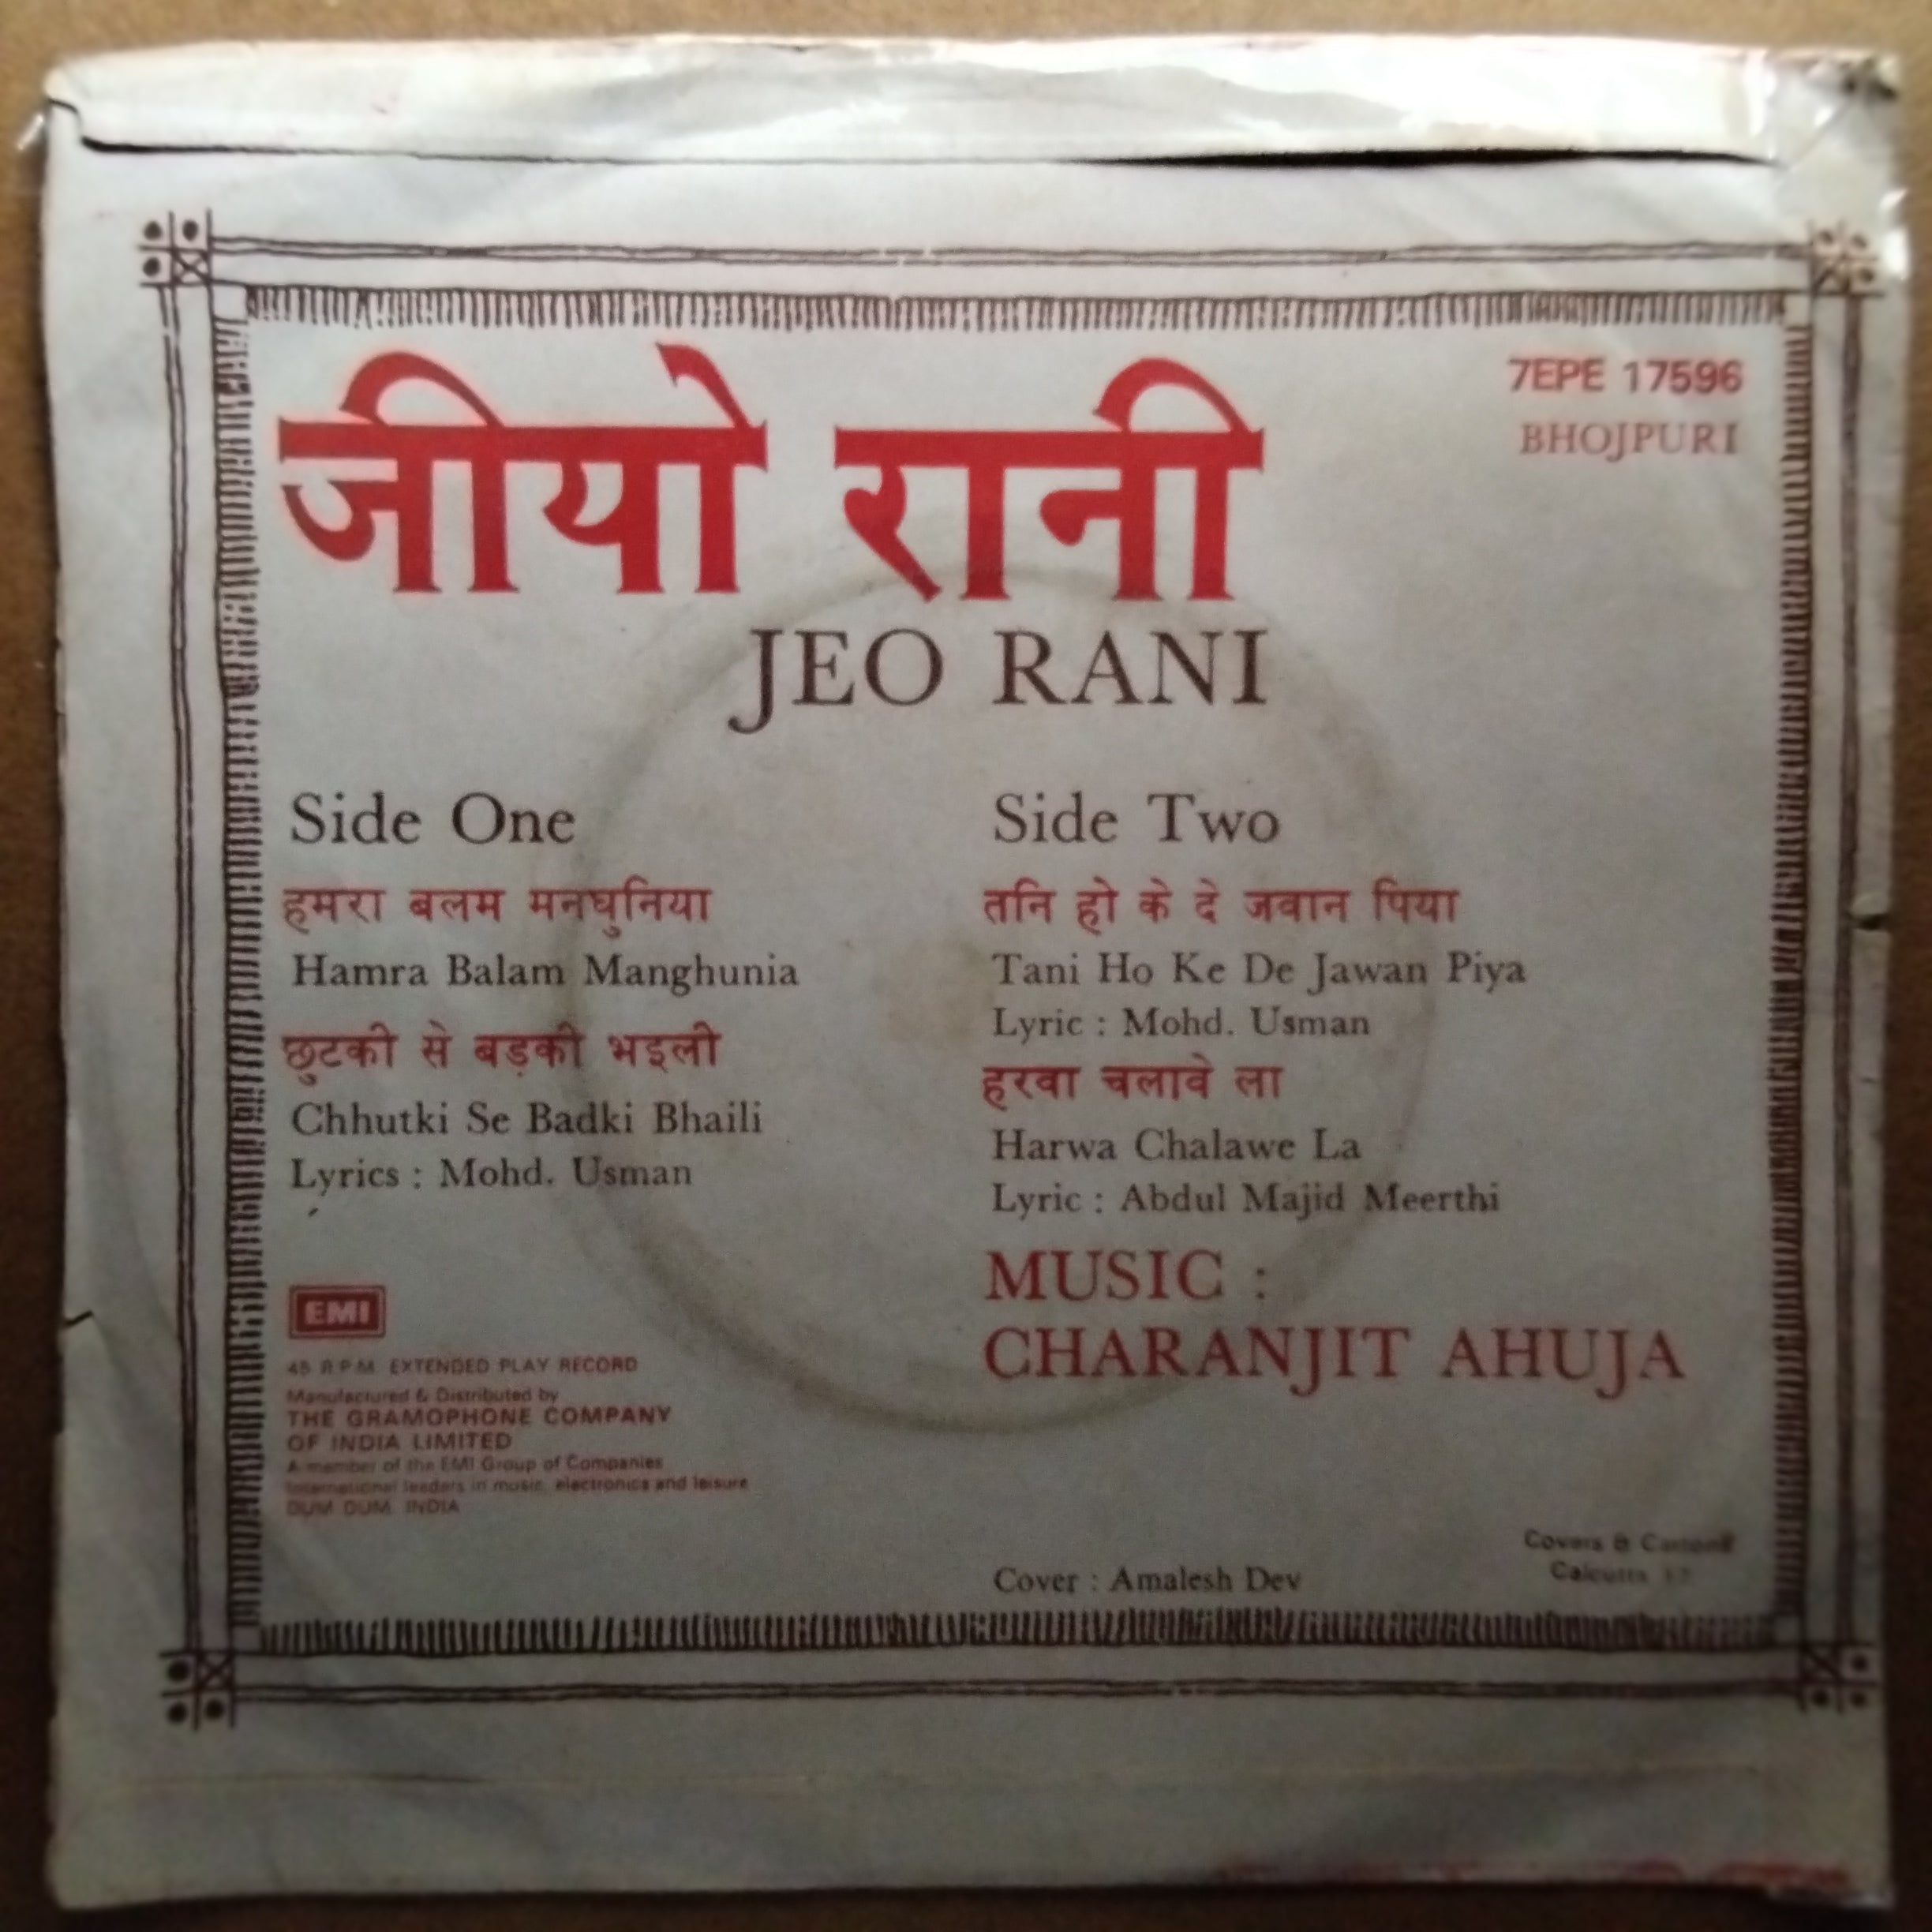 जीयो रानी
7EPE 17596
BHOJPURI
JEO RANI
Side One
हमरा बलम मनघुनिया
Hamra Balam Manghunia
छुटकी से बड़की भइली
Chhutki Se Badki Bhaili
Lyrics : Mohd. Usman
Side Two
तनि हो के दे जवान पिया
Tani Ho Ke De Jawan Piya
Lyric : Mohd. Usman
हरवा चलावे ला
Harwa Chalawe La
Lyric : Abdul Majid Meerthi
MUSIC :
CHARANJIT AHUJA
EMI
45 R.P.M. EXTENDED PLAY RECORD
Manufactured & Distributed by
THE GRAMOPHONE COMPANY
OF INDIA LIMITED
A member of the EMI Group of Companies
International leaders in music, electronics and leisure
DUM DUM. INDIA
Cover : Amalesh Dev
Covers & Cartons
Calcutta